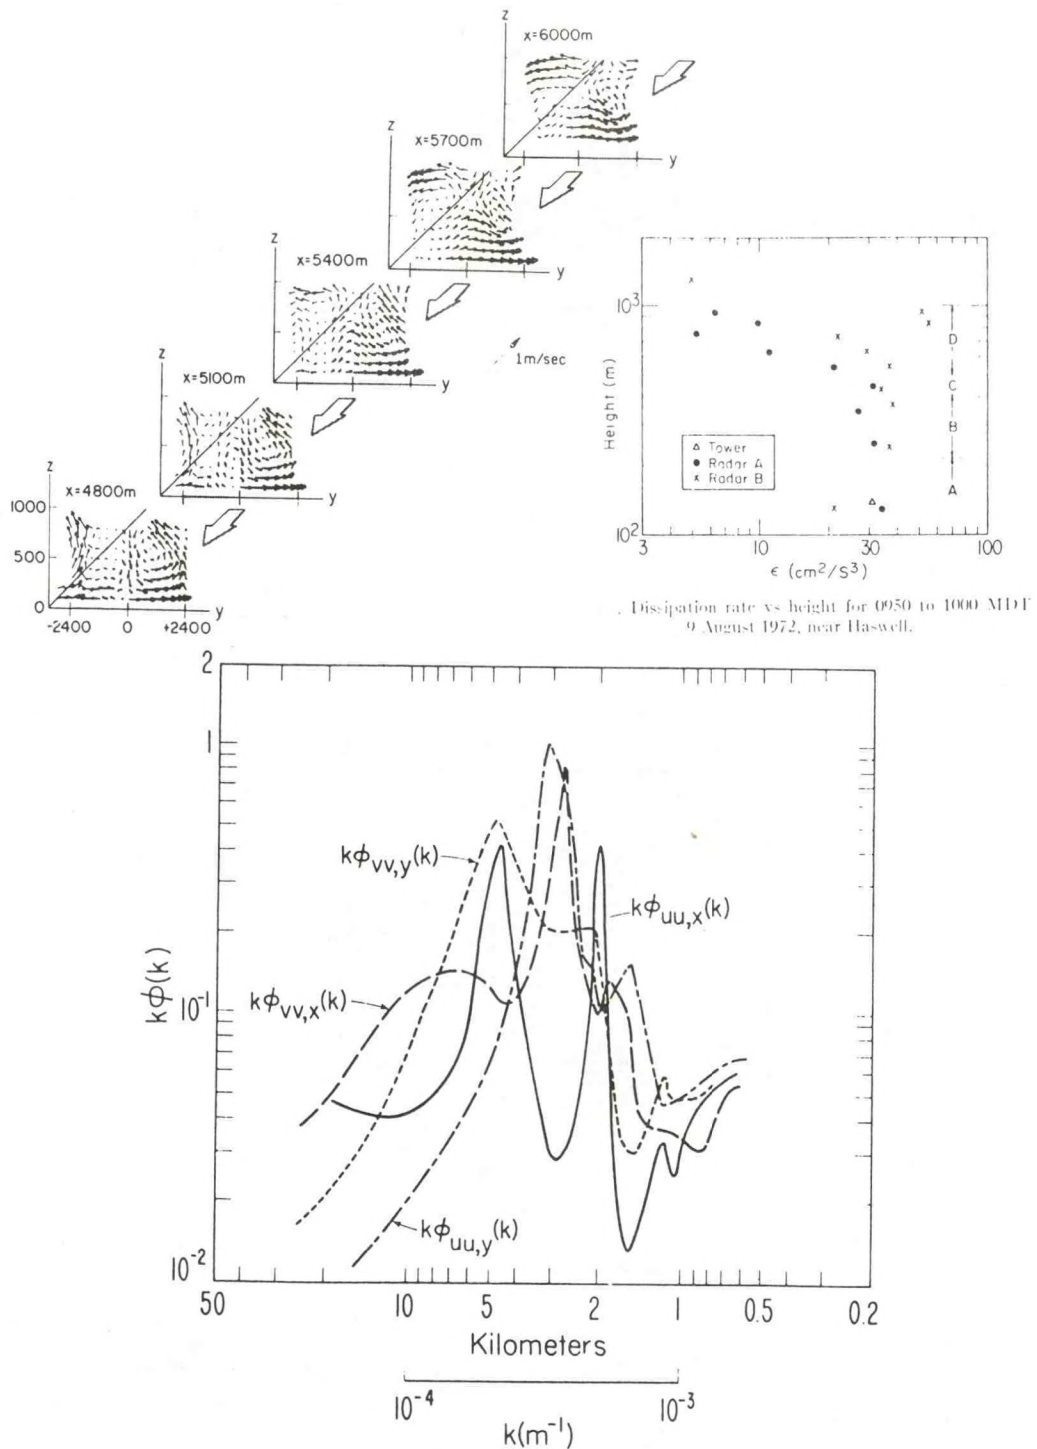 z
x=6000m
y
z
x=5700m
y
z
x=5400m
y
1m/sec
z
x=5100m
y
z
x=4800m
1000
500
0
y
-2400 0 +2400
Height (m)
10³
10²
D
C
B
A
△ Tower
● Radar A
x Radar B
3 10 30 100
ϵ (cm²/S³)
. Dissipation rate vs height for 0950 to 1000 MDT
9 August 1972, near Haswell.
2
1
10⁻¹
10⁻²
kϕ(k)
kϕvv,y(k)
kϕuu,x(k)
kϕvv,x(k)
kϕuu,y(k)
50 10 5 2 1 0.5 0.2
Kilometers
10⁻⁴ 10⁻³
k(m⁻¹)